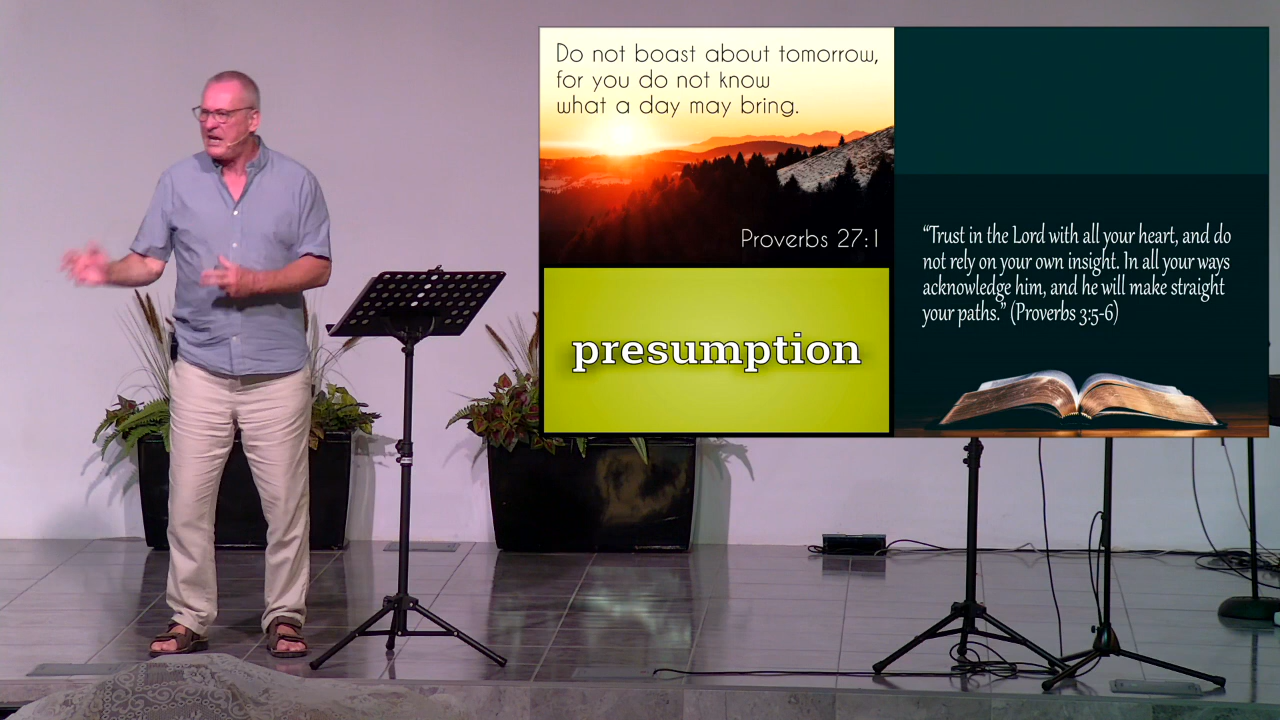 Do not boast about tomorrow,
for you do not know
what a day may bring.
Proverbs 27:1
presumption
“Trust in the Lord with all your heart, and do
not rely on your own insight. In all your ways
acknowledge him, and he will make straight
your paths.” (Proverbs 3:5-6)